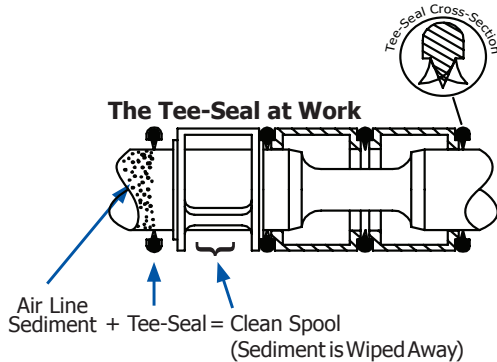 Tee-Seal Cross-Section
The Tee-Seal at Work
Air Line
Sediment + Tee-Seal = Clean Spool
(Sediment is Wiped Away)